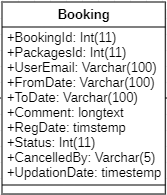 Booking
+BookingId: Int(11)
+PackagesId: Int(11)
+UserEmail: Varchar(100)
+FromDate: Varchar(100)
+ToDate: Varchar(100)
+Comment: longtext
+RegDate: timstemp
+Status: Int(11)
+CancelledBy: Varchar(5)
+UpdationDate: timestemp